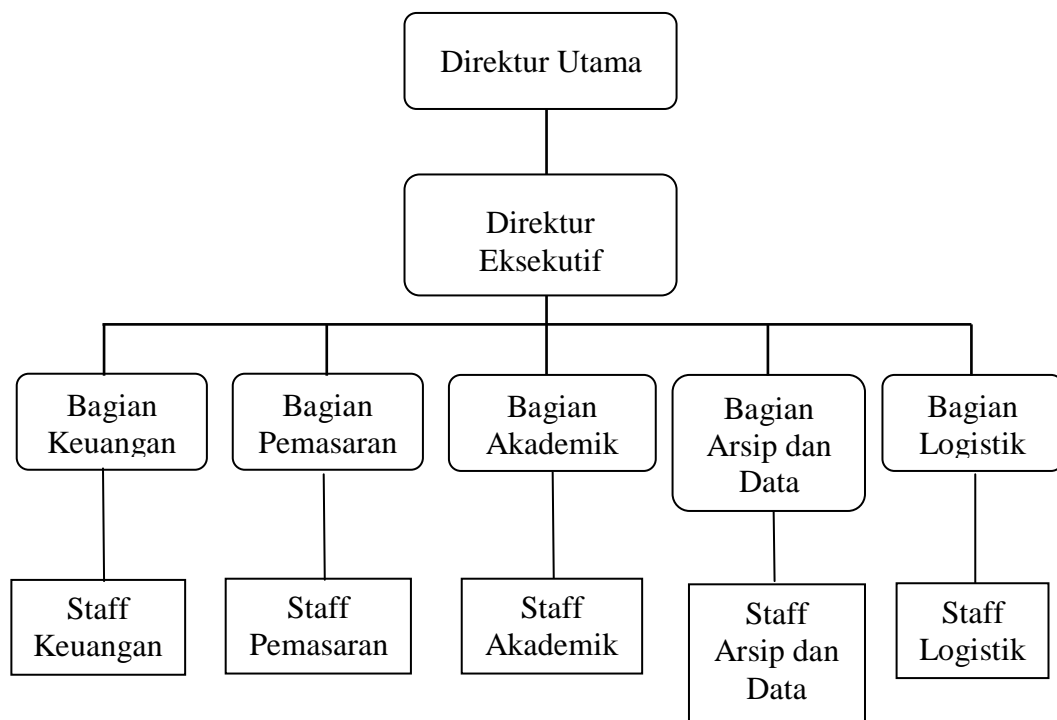 Direktur Utama
Direktur
Eksekutif
Bagian
Keuangan
Bagian
Pemasaran
Bagian
Akademik
Bagian
Arsip dan
Data
Bagian
Logistik
Staff
Keuangan
Staff
Pemasaran
Staff
Akademik
Staff
Arsip dan
Data
Staff
Logistik